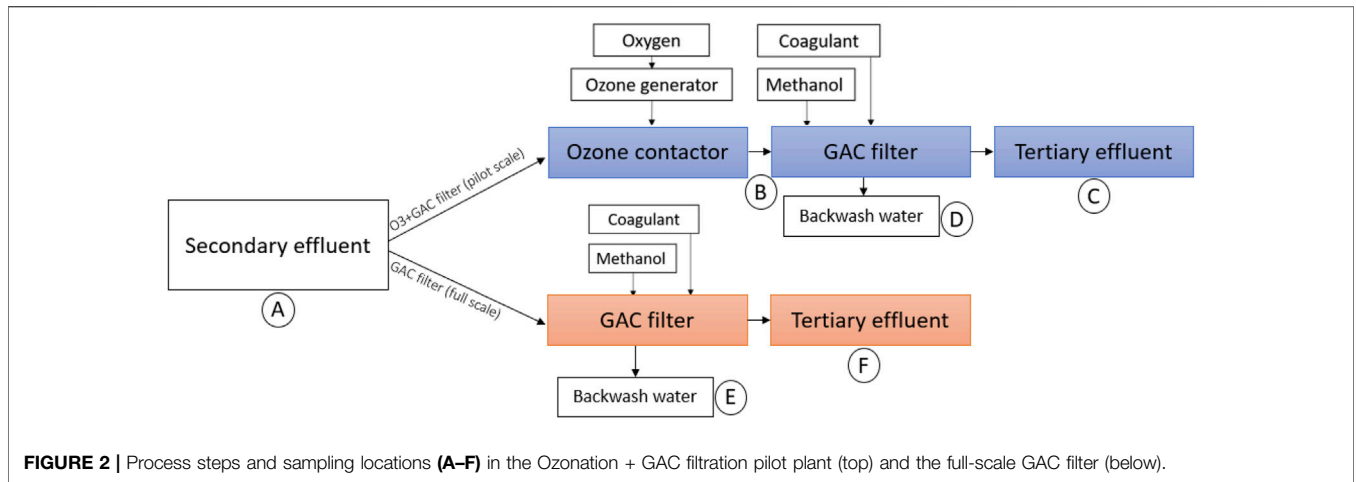 Oxygen
Coagulant
Ozone generator
Methanol
Ozone contactor
GAC filter
Tertiary effluent
B
C
O3+GAC filter (pilot scale)
Backwash water
D
Secondary effluent
A
GAC filter (full scale)
Coagulant
Methanol
GAC filter
Tertiary effluent
F
Backwash water
E
FIGURE 2 | Process steps and sampling locations (A–F) in the Ozonation + GAC filtration pilot plant (top) and the full-scale GAC filter (below).